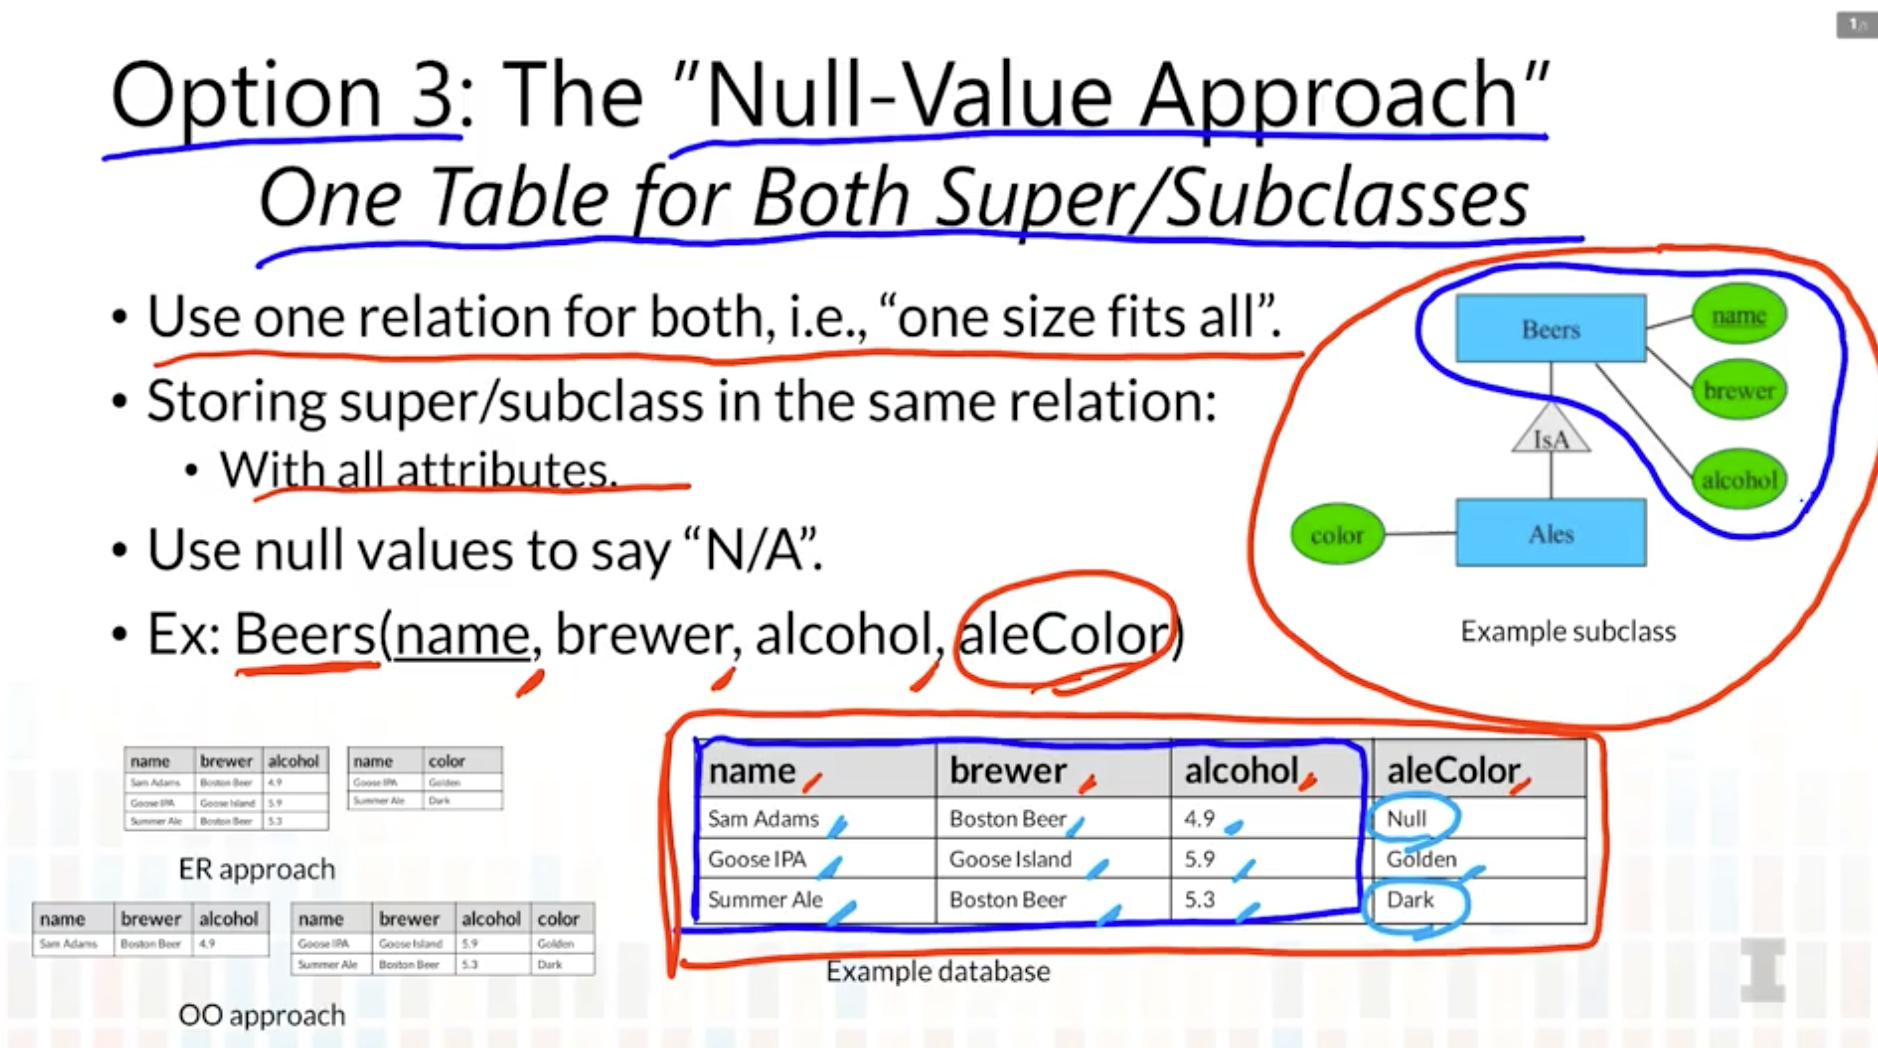 1/1
Option 3: The "Null-Value Approach"
One Table for Both Super/Subclasses
• Use one relation for both, i.e., “one size fits all”.
• Storing super/subclass in the same relation:
• With all attributes.
• Use null values to say “N/A”.
• Ex: Beers(name, brewer, alcohol, aleColor)
Beers
name
brewer
IsA
alcohol
color
Ales
Example subclass
name brewer alcohol
Sam Adams Boston Beer 4.9
Goose IPA Goose Island 5.9
Summer Ale Boston Beer 5.3
name color
Goose IPA Golden
Summer Ale Dark
ER approach
name brewer alcohol
Sam Adams Boston Beer 4.9
name brewer alcohol color
Goose IPA Goose Island 5.9 Golden
Summer Ale Boston Beer 5.3 Dark
OO approach
name brewer alcohol aleColor
Sam Adams Boston Beer 4.9 Null
Goose IPA Goose Island 5.9 Golden
Summer Ale Boston Beer 5.3 Dark
Example database
I